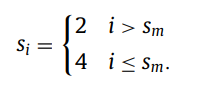 s_i = { 2 i > s_m
4 i ≤ s_m.